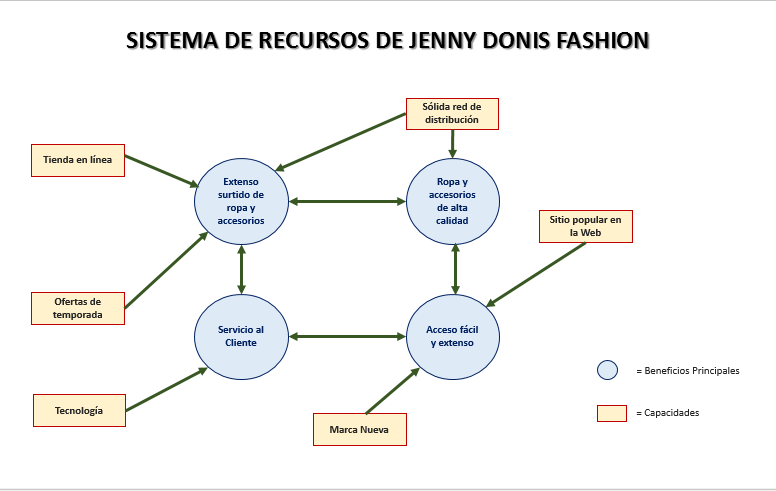 SISTEMA DE RECURSOS DE JENNY DONIS FASHION
Sólida red de
distribución
Tienda en línea
Extenso
surtido de
ropa y
accesorios
Ropa y
accesorios
de alta
calidad
Sitio popular en
la Web
Ofertas de
temporada
Servicio al
Cliente
Acceso fácil
y extenso
= Beneficios Principales
Tecnología
= Capacidades
Marca Nueva